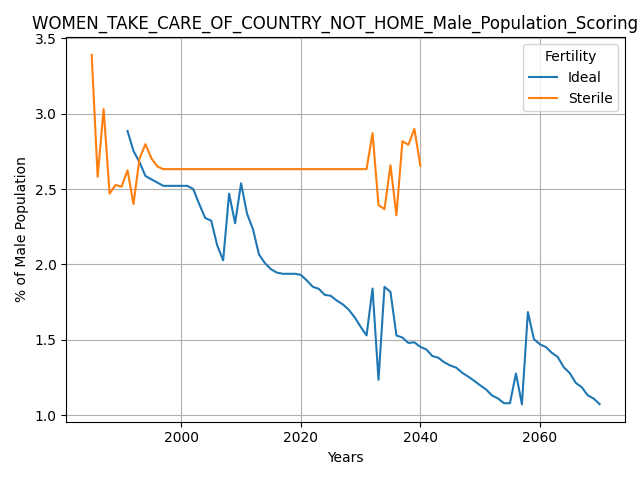 WOMEN_TAKE_CARE_OF_COUNTRY_NOT_HOME_Male_Population_Scoring
3.5
3.0
2.5
2.0
1.5
1.0
% of Male Population
Fertility
Ideal
Sterile
2000
2020
2040
2060
Years